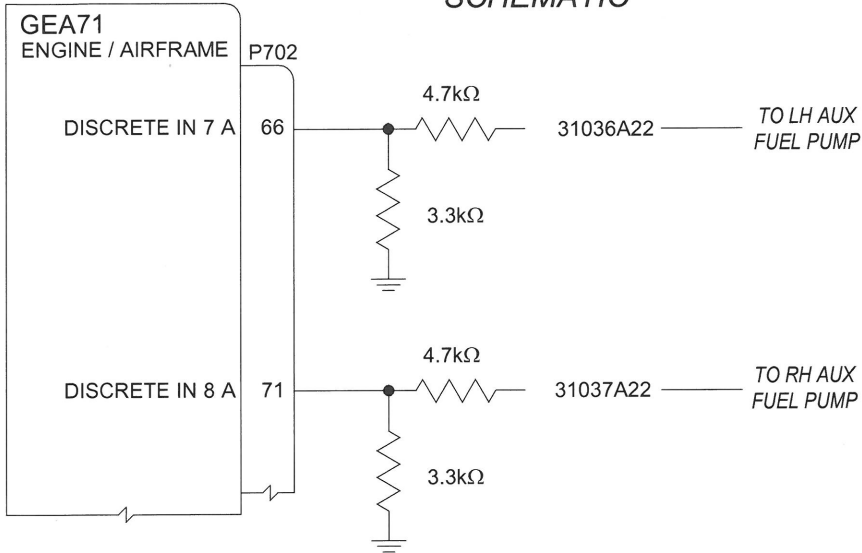 SCHEMATIC
GEA71
ENGINE / AIRFRAME
P702
DISCRETE IN 7 A
66
4.7kΩ
31036A22
TO LH AUX
FUEL PUMP
3.3kΩ
DISCRETE IN 8 A
71
4.7kΩ
31037A22
TO RH AUX
FUEL PUMP
3.3kΩ